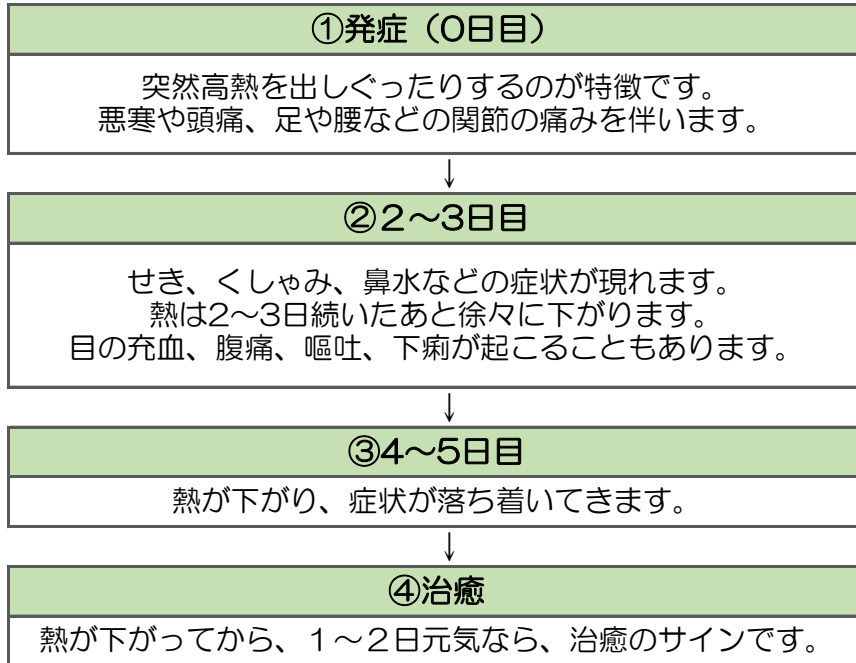 ①発症（０日目）
突然高熱を出しぐったりするのが特徴です。
悪寒や頭痛、足や腰などの関節の痛みを伴います。
↓
②２～３日目
せき、くしゃみ、鼻水などの症状が現れます。
熱は2～3日続いたあと徐々に下がります。
目の充血、腹痛、嘔吐、下痢が起こることもあります。
↓
③4～5日目
熱が下がり、症状が落ち着いてきます。
↓
④治癒
熱が下がってから、１～２日元気なら、治癒のサインです。